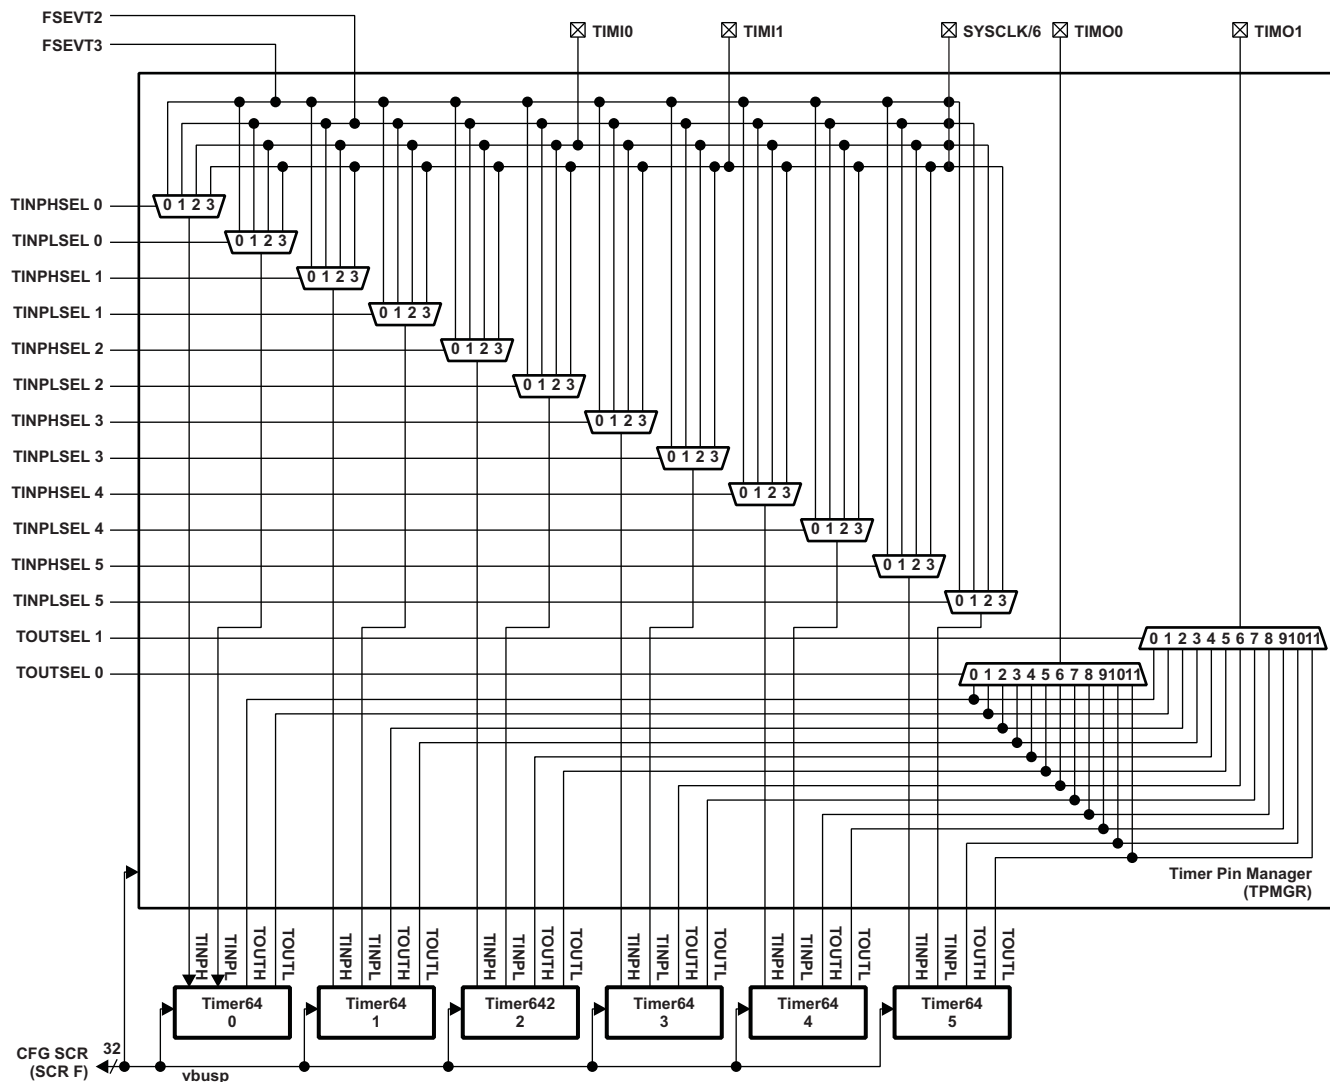 FSEVT2
FSEVT3
TIMI0
TIMI1
SYSCLK/6
TIMO0
TIMO1
TINPHSEL 0
0 1 2 3
TINPLSEL 0
0 1 2 3
TINPHSEL 1
0 1 2 3
TINPLSEL 1
0 1 2 3
TINPHSEL 2
0 1 2 3
TINPLSEL 2
0 1 2 3
TINPHSEL 3
0 1 2 3
TINPLSEL 3
0 1 2 3
TINPHSEL 4
0 1 2 3
TINPLSEL 4
0 1 2 3
TINPHSEL 5
0 1 2 3
TINPLSEL 5
0 1 2 3
TOUTSEL 1
0 1 2 3 4 5 6 7 8 9 10 11
TOUTSEL 0
0 1 2 3 4 5 6 7 8 9 10 11
Timer Pin Manager
(TPMGR)
TINPH
TINPL
TOUTH
TOUTL
TINPH
TINPL
TOUTH
TOUTL
TINPH
TINPL
TOUTH
TOUTL
TINPH
TINPL
TOUTH
TOUTL
TINPH
TINPL
TOUTH
TOUTL
TINPH
TINPL
TOUTH
TOUTL
Timer64
0
Timer64
1
Timer642
2
Timer64
3
Timer64
4
Timer64
5
CFG SCR
(SCR F)
32
vbusp